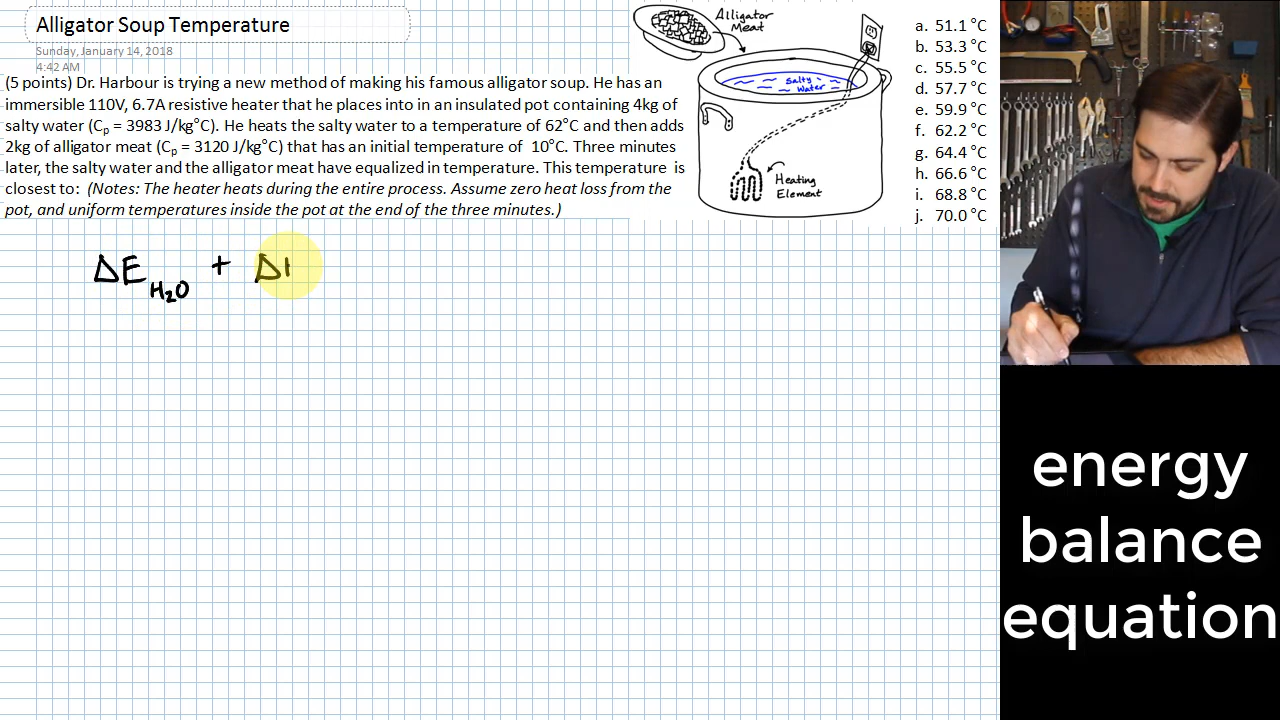 Alligator Soup Temperature
Sunday, January 14, 2018
4:42 AM
(5 points) Dr. Harbour is trying a new method of making his famous alligator soup. He has an
immersible 110V, 6.7A resistive heater that he places into in an insulated pot containing 4kg of
salty water (Cp = 3983 J/kg°C). He heats the salty water to a temperature of 62°C and then adds
2kg of alligator meat (Cp = 3120 J/kg°C) that has an initial temperature of 10°C. Three minutes
later, the salty water and the alligator meat have equalized in temperature. This temperature is
closest to: (Notes: The heater heats during the entire process. Assume zero heat loss from the
pot, and uniform temperatures inside the pot at the end of the three minutes.)
Alligator
Meat
Salty
Water
Heating
Element
a. 51.1 °C
b. 53.3 °C
c. 55.5 °C
d. 57.7 °C
e. 59.9 °C
f. 62.2 °C
g. 64.4 °C
h. 66.6 °C
i. 68.8 °C
j. 70.0 °C
ΔE H₂O + Δ
energy
balance
equation